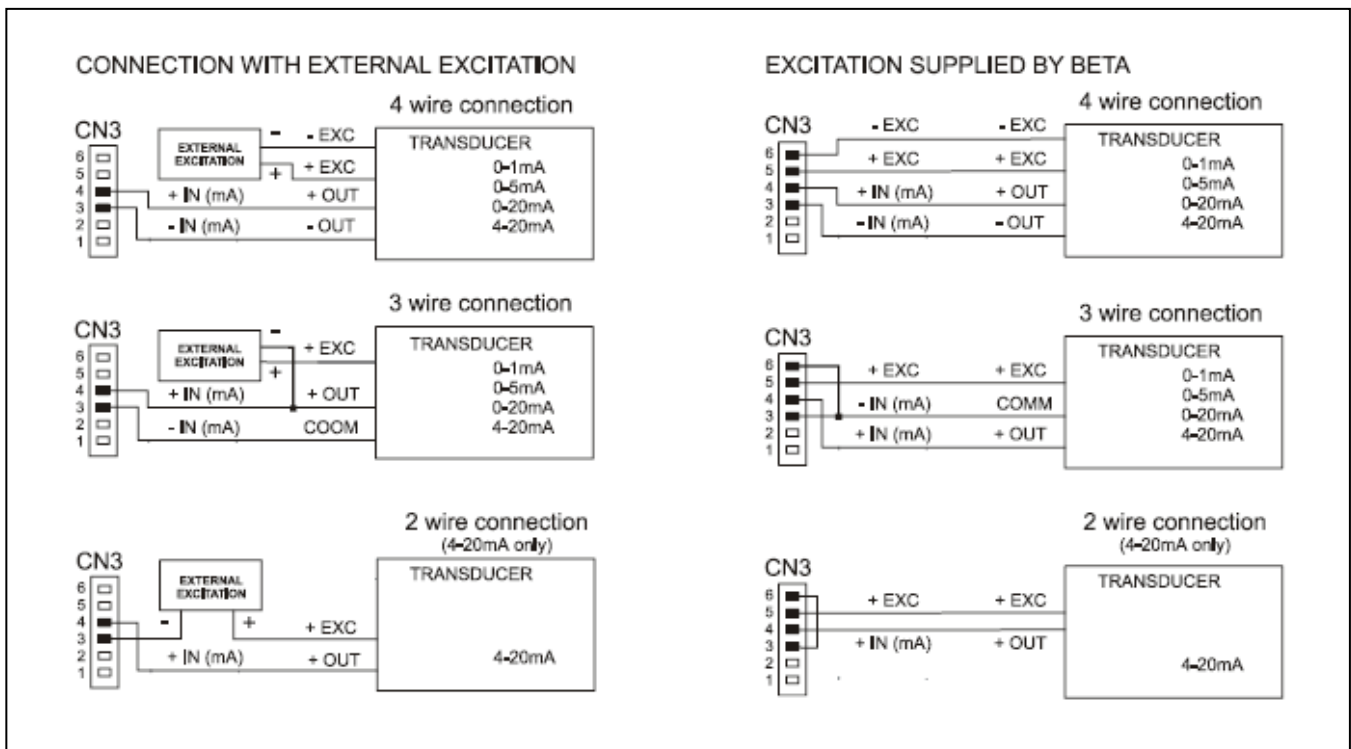 CONNECTION WITH EXTERNAL EXCITATION
4 wire connection
CN3
6
5
4
3
2
1
EXTERNAL
EXCITATION
-
+
- EXC
+ EXC
+ IN (mA)
+ OUT
- IN (mA)
- OUT
TRANSDUCER
0-1mA
0-5mA
0-20mA
4-20mA
3 wire connection
CN3
6
5
4
3
2
1
EXTERNAL
EXCITATION
-
+
+ EXC
+ IN (mA)
+ OUT
- IN (mA)
COOM
TRANSDUCER
0-1mA
0-5mA
0-20mA
4-20mA
2 wire connection
(4-20mA only)
CN3
6
5
4
3
2
1
EXTERNAL
EXCITATION
-
+
+ EXC
+ IN (mA)
+ OUT
TRANSDUCER
4-20mA
EXCITATION SUPPLIED BY BETA
4 wire connection
CN3
6
5
4
3
2
1
- EXC
- EXC
+ EXC
+ EXC
+ IN (mA)
+ OUT
- IN (mA)
- OUT
TRANSDUCER
0-1mA
0-5mA
0-20mA
4-20mA
3 wire connection
CN3
6
5
4
3
2
1
+ EXC
+ EXC
- IN (mA)
COMM
+ IN (mA)
+ OUT
TRANSDUCER
0-1mA
0-5mA
0-20mA
4-20mA
2 wire connection
(4-20mA only)
CN3
6
5
4
3
2
1
+ EXC
+ EXC
+ IN (mA)
+ OUT
TRANSDUCER
4-20mA